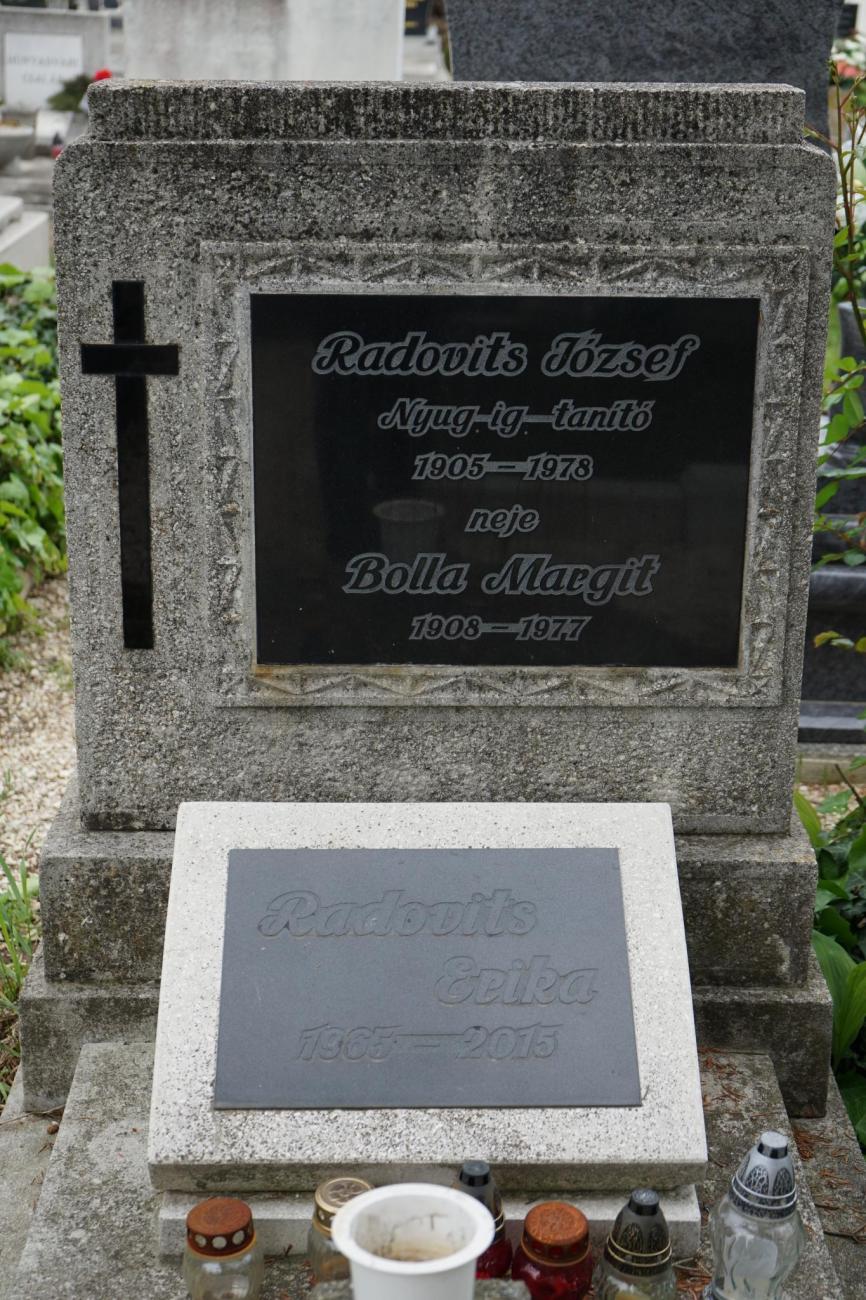 Radovits József
Nyug-ig-tanító
1905-1978
neje
Bolla Margit
1908-1977
Radovits
Erika
1965-2015